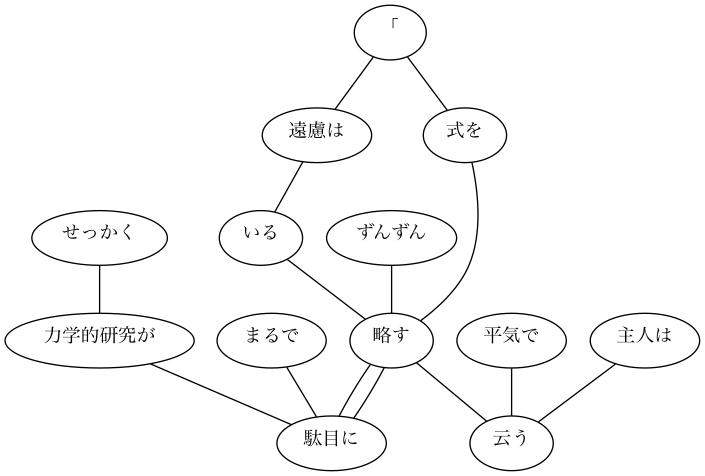 「
遠慮は 式を
せっかく いる ずんずん
力学的研究が まるで 略す 平気で 主人は
駄目に 云う